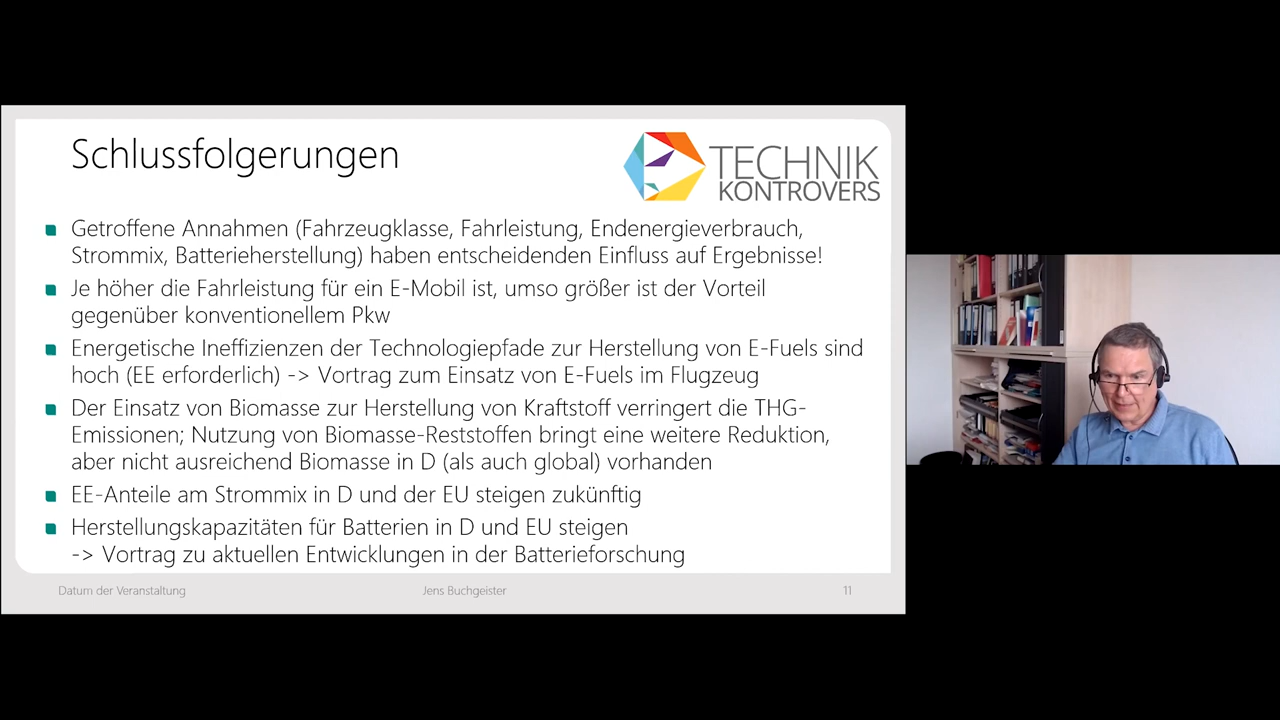 Schlussfolgerungen
TECHNIK
KONTROVERS
Getroffene Annahmen (Fahrzeugklasse, Fahrleistung, Endenergieverbrauch,
Strommix, Batterieherstellung) haben entscheidenden Einfluss auf Ergebnisse!
Je höher die Fahrleistung für ein E-Mobil ist, umso größer ist der Vorteil
gegenüber konventionellem Pkw
Energetische Ineffizienzen der Technologiepfade zur Herstellung von E-Fuels sind
hoch (EE erforderlich) -> Vortrag zum Einsatz von E-Fuels im Flugzeug
Der Einsatz von Biomasse zur Herstellung von Kraftstoff verringert die THG-
Emissionen; Nutzung von Biomasse-Reststoffen bringt eine weitere Reduktion,
aber nicht ausreichend Biomasse in D (als auch global) vorhanden
EE-Anteile am Strommix in D und der EU steigen zukünftig
Herstellungskapazitäten für Batterien in D und EU steigen
-> Vortrag zu aktuellen Entwicklungen in der Batterieforschung
Datum der Veranstaltung
Jens Buchgeister
11